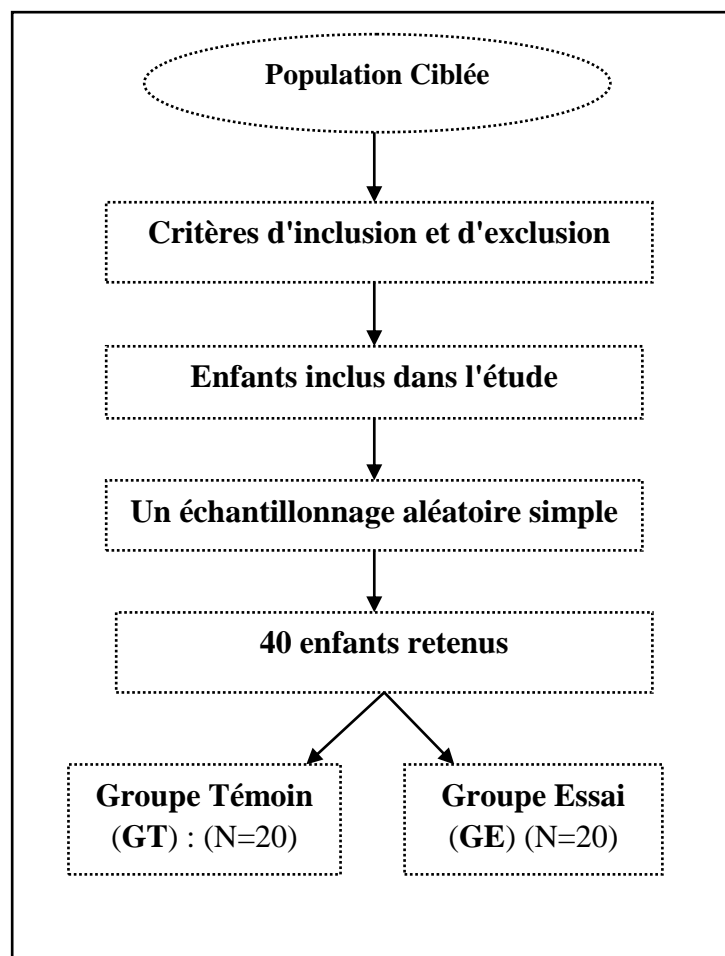 Population Ciblée
Critères d'inclusion et d'exclusion
Enfants inclus dans l'étude
Un échantillonnage aléatoire simple
40 enfants retenus
Groupe Témoin
(GT) : (N=20)
Groupe Essai
(GE) (N=20)